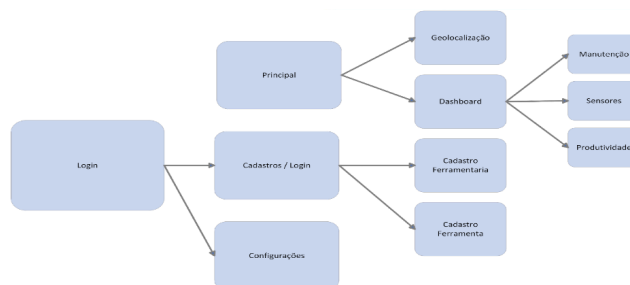 Geolocalização
Manutenção
Principal
Dashboard
Sensores
Produtividade
Login
Cadastros / Login
Cadastro
Ferramentaria
Cadastro
Ferramenta
Configurações